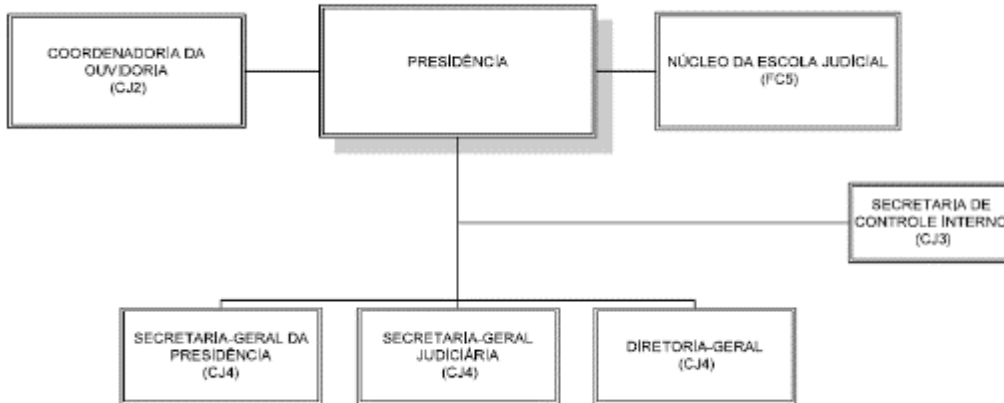 COORDENADORIA DA
OUVIDORIA
(CJ2)
PRESIDÊNCIA
NÚCLEO DA ESCOLA JUDICIAL
(FC5)
SECRETARIA DE
CONTROLE INTERNO
(CJ3)
SECRETARIA-GERAL DA
PRESIDÊNCIA
(CJ4)
SECRETARIA-GERAL
JUDICIÁRIA
(CJ4)
DIRETORIA-GERAL
(CJ4)